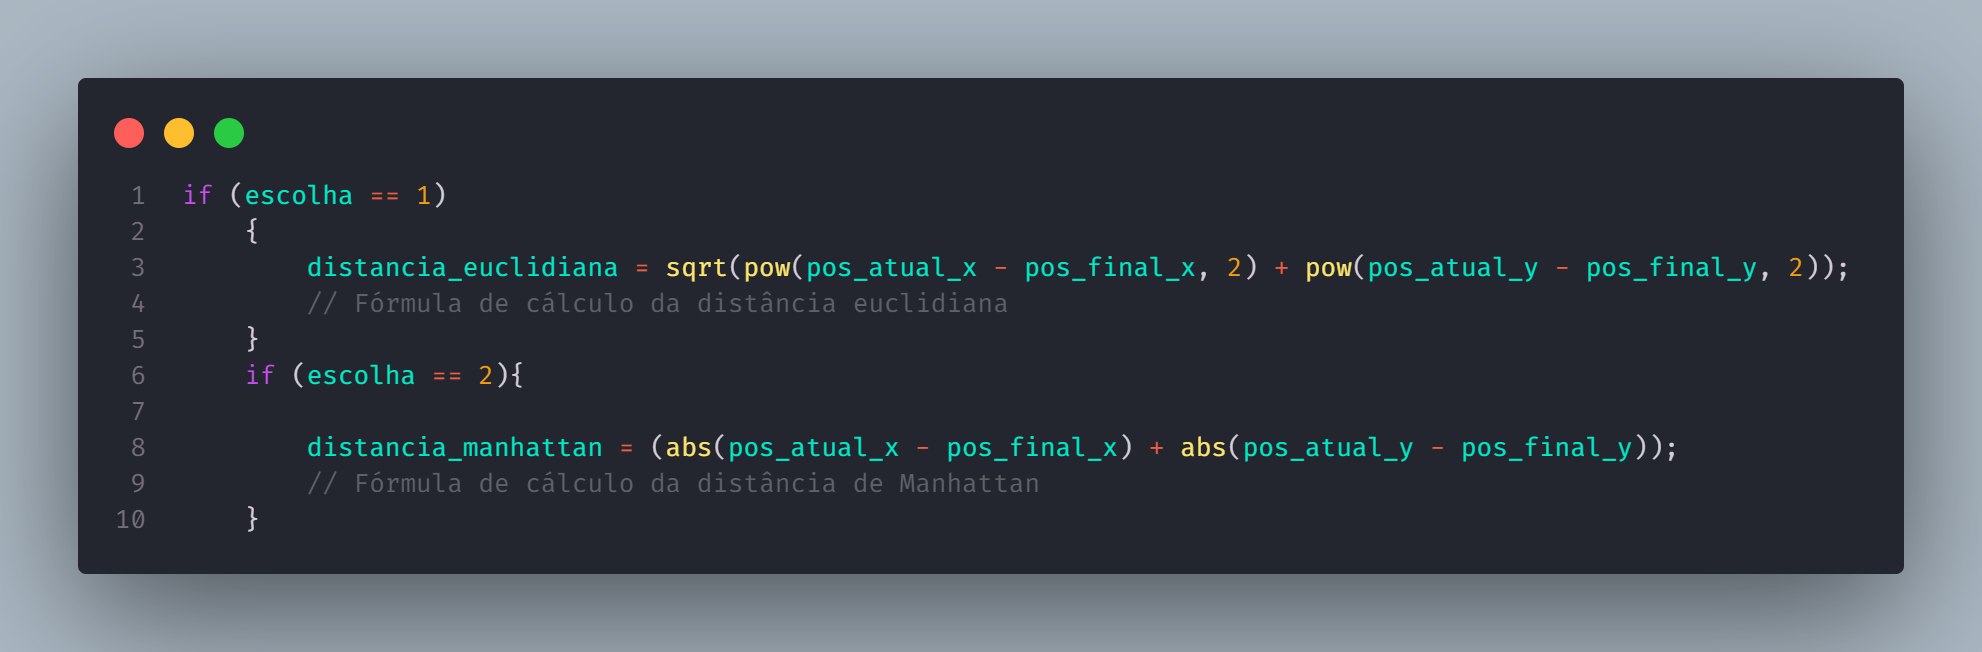 1 if (escolha == 1)
2     {
3         distancia_euclidiana = sqrt(pow(pos_atual_x - pos_final_x, 2) + pow(pos_atual_y - pos_final_y, 2));
4         // Fórmula de cálculo da distância euclidiana
5     }
6     if (escolha == 2){
7
8         distancia_manhattan = (abs(pos_atual_x - pos_final_x) + abs(pos_atual_y - pos_final_y));
9         // Fórmula de cálculo da distância de Manhattan
10     }